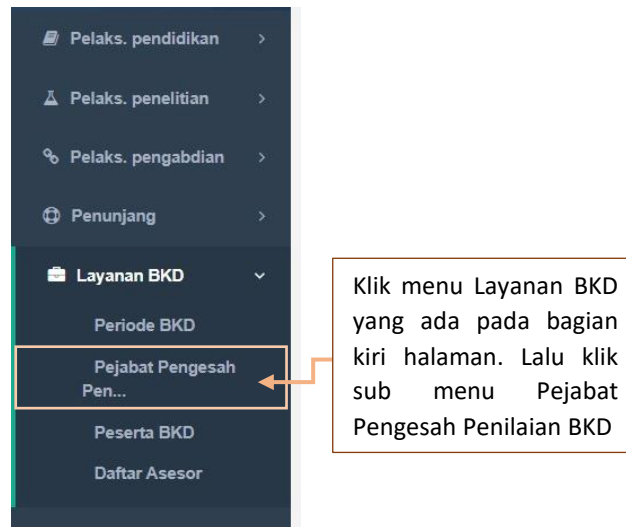 Pelaks. pendidikan
Pelaks. penelitian
Pelaks. pengabdian
Penunjang
Layanan BKD
Periode BKD
Pejabat Pengesah
Pen...
Peserta BKD
Daftar Asesor
Klik menu Layanan BKD
yang ada pada bagian
kiri halaman. Lalu klik
sub menu Pejabat
Pengesah Penilaian BKD